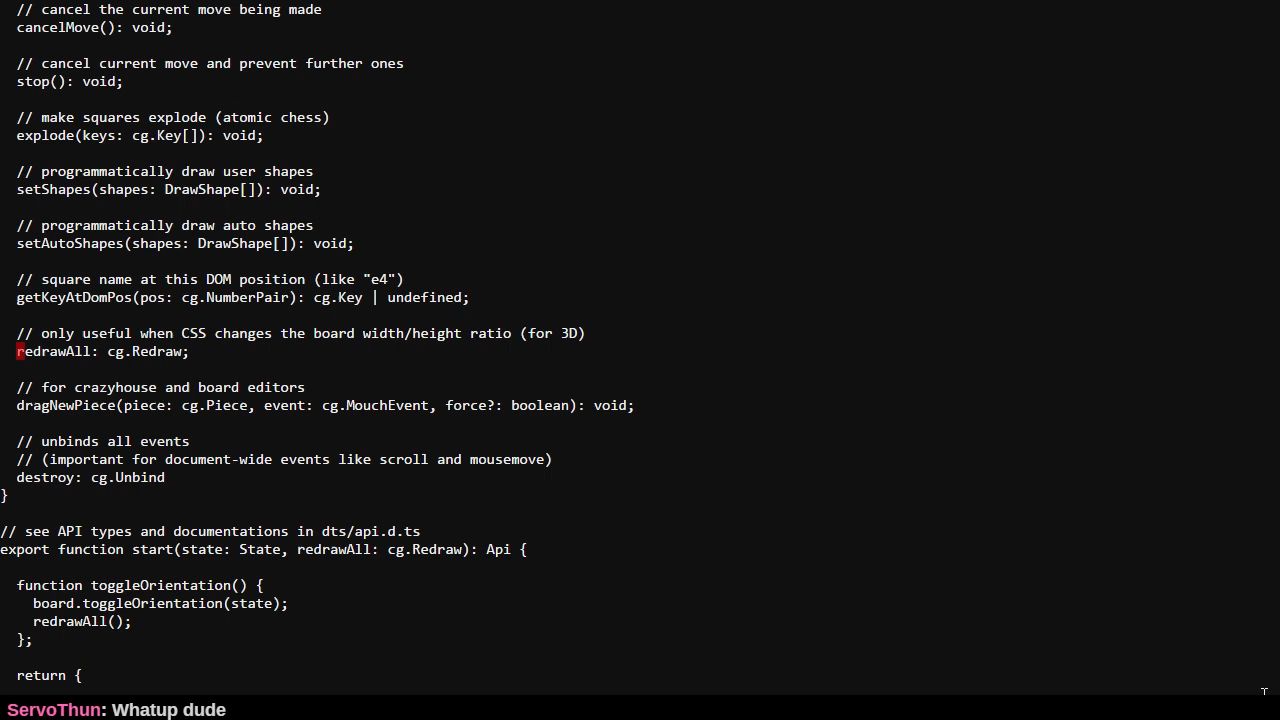 // cancel the current move being made
cancelMove(): void;
// cancel current move and prevent further ones
stop(): void;
// make squares explode (atomic chess)
explode(keys: cg.Key[]): void;
// programmatically draw user shapes
setShapes(shapes: DrawShape[]): void;
// programmatically draw auto shapes
setAutoShapes(shapes: DrawShape[]): void;
// square name at this DOM position (like "e4")
getKeyAtDomPos(pos: cg.NumberPair): cg.Key | undefined;
// only useful when CSS changes the board width/height ratio (for 3D)
redrawAll: cg.Redraw;
// for crazyhouse and board editors
dragNewPiece(piece: cg.Piece, event: cg.MouchEvent, force?: boolean): void;
// unbinds all events
// (important for document-wide events like scroll and mousemove)
destroy: cg.Unbind
}
// see API types and documentations in dts/api.d.ts
export function start(state: State, redrawAll: cg.Redraw): Api {
function toggleOrientation() {
board.toggleOrientation(state);
redrawAll();
};
return {
ServoThun: Whatup dude